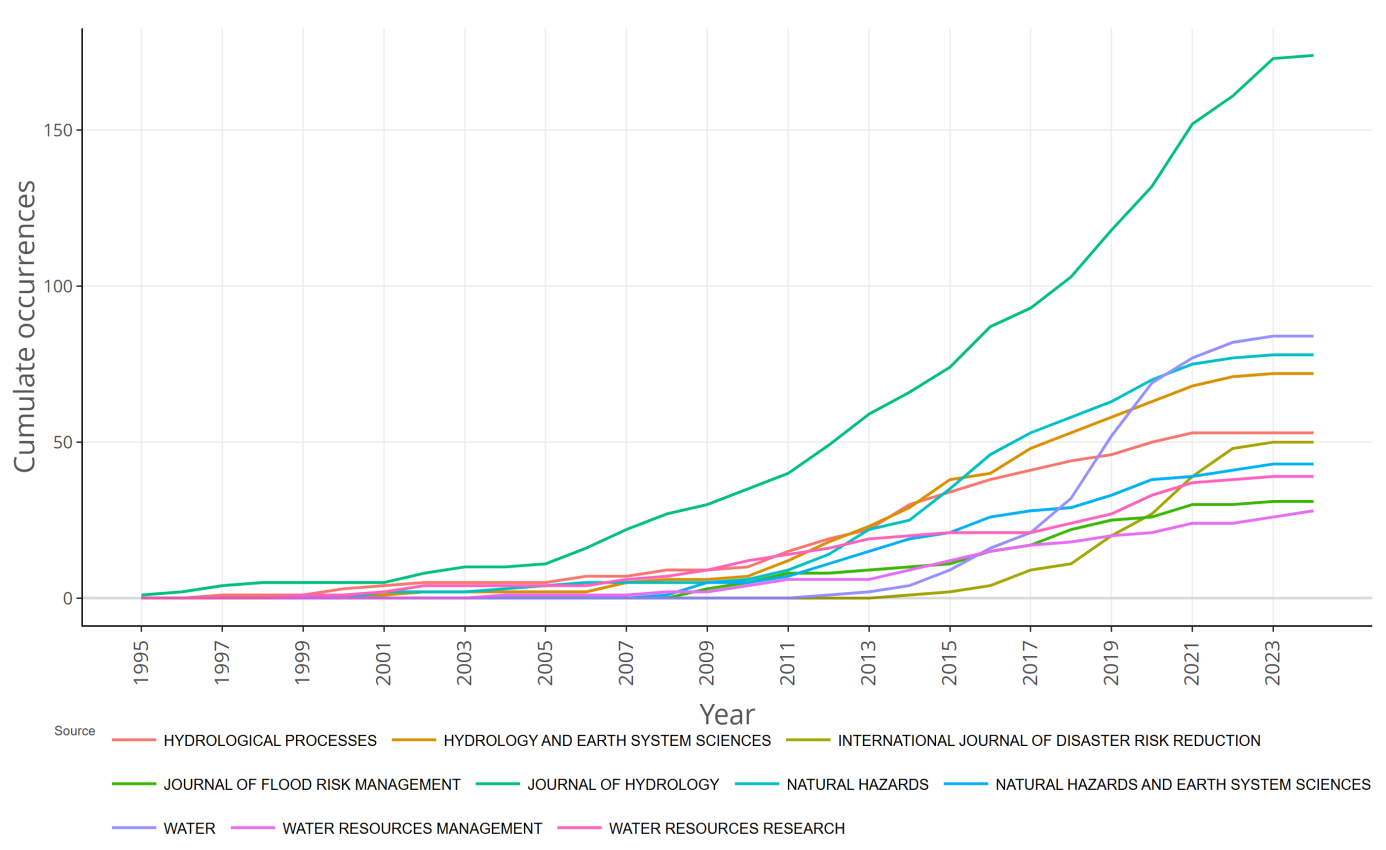 Cumulate occurrences
150
100
50
0
1995
1997
1999
2001
2003
2005
2007
2009
2011
2013
2015
2017
2019
2021
2023
Year
Source
HYDROLOGICAL PROCESSES
HYDROLOGY AND EARTH SYSTEM SCIENCES
INTERNATIONAL JOURNAL OF DISASTER RISK REDUCTION
JOURNAL OF FLOOD RISK MANAGEMENT
JOURNAL OF HYDROLOGY
NATURAL HAZARDS
NATURAL HAZARDS AND EARTH SYSTEM SCIENCES
WATER
WATER RESOURCES MANAGEMENT
WATER RESOURCES RESEARCH